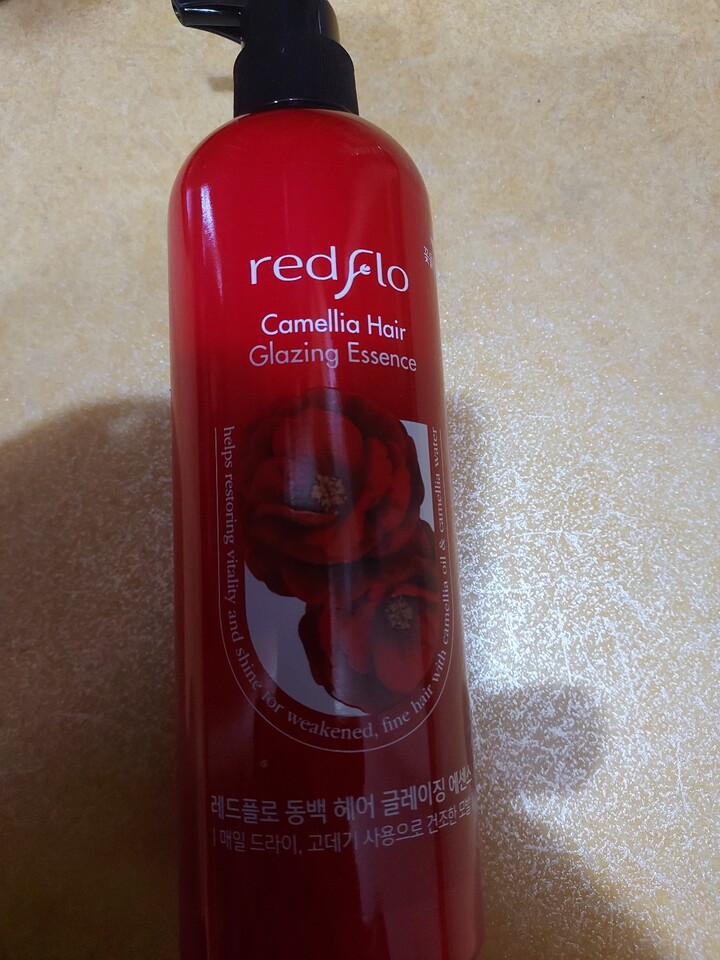 redflo
Camellia Hair
Glazing Essence
helps restoring vitality and shine for weakened, fine hair with camellia oil & camellia water
레드플로 동백 헤어 글레이징 에센스
매일 드라이, 고데기 사용으로 건조한 모발